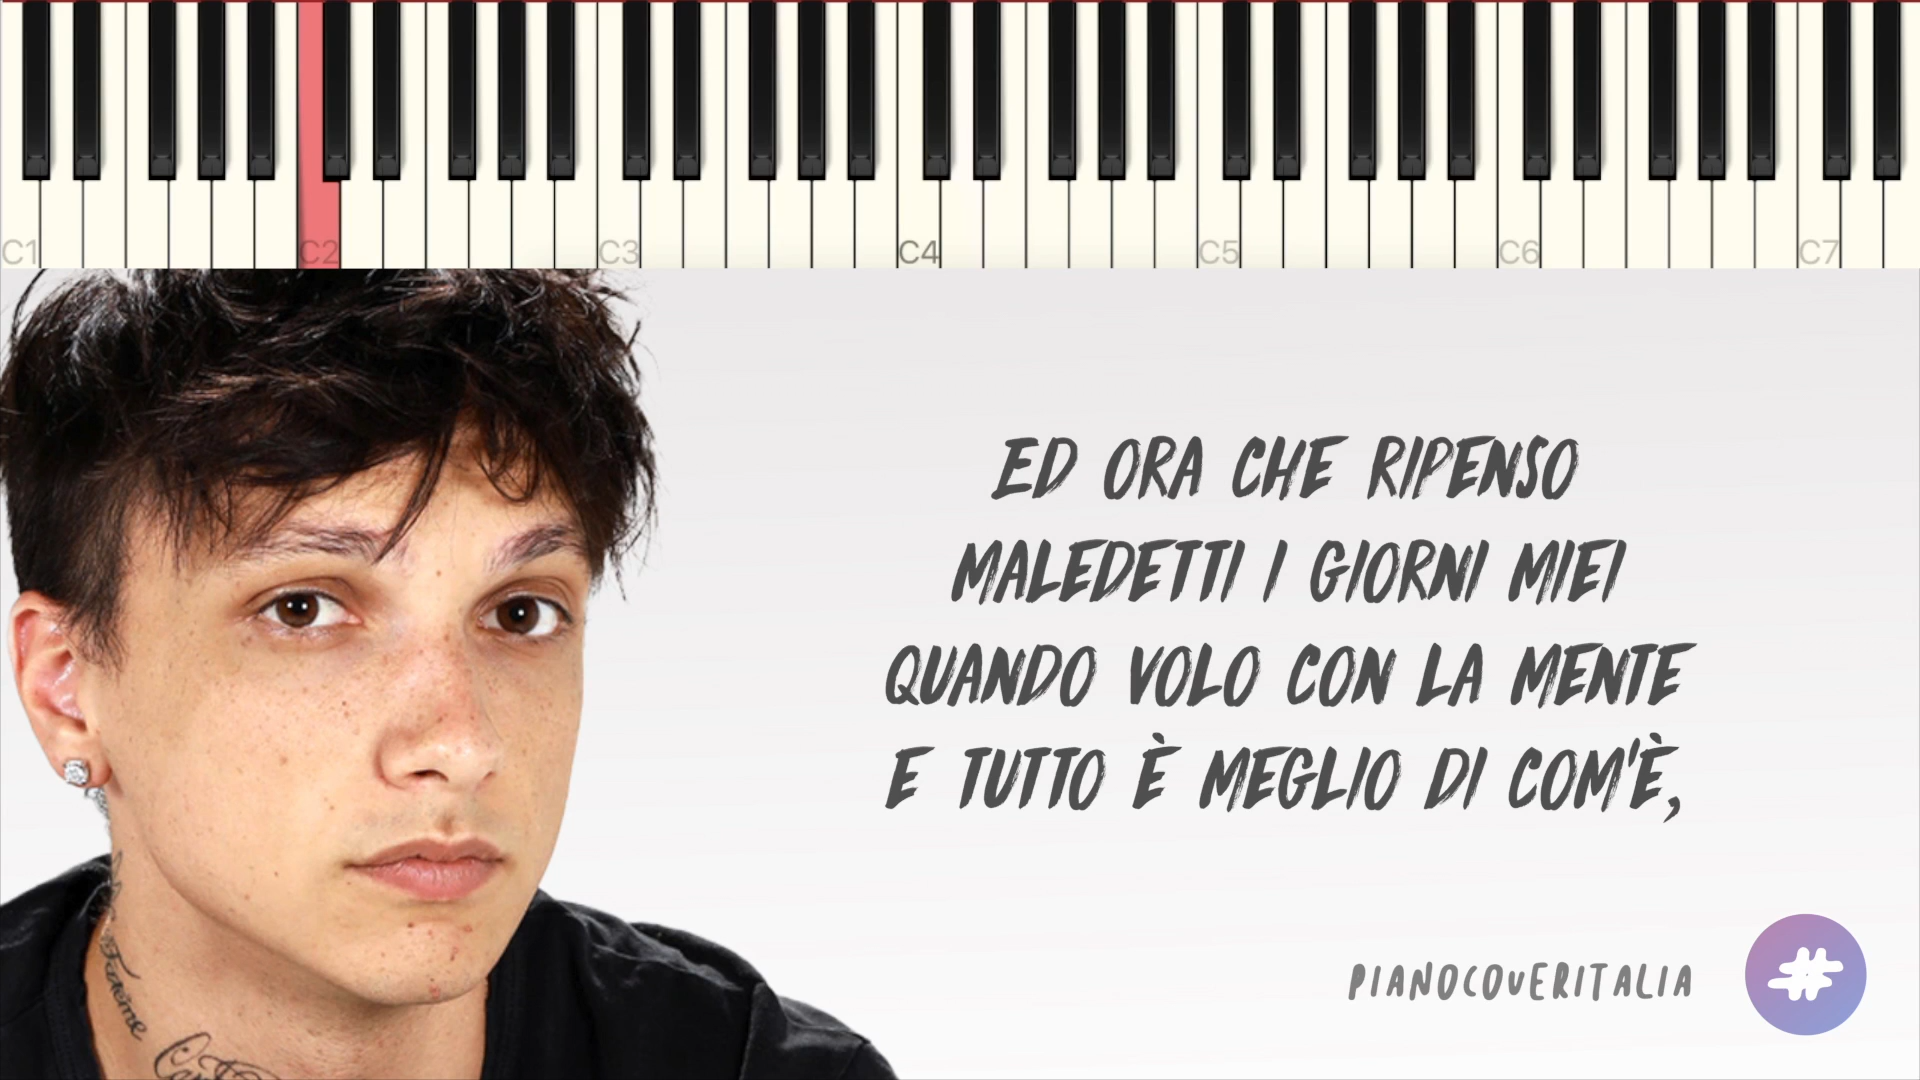 C1 C2 C3 C4 C5 C6 C7
ED ORA CHE RIPENSO
MALEDETTI I GIORNI MIEI
QUANDO VOLO CON LA MENTE
E TUTTO È MEGLIO DI COM'È,
Fame
PIANOCOVERITALIA
#